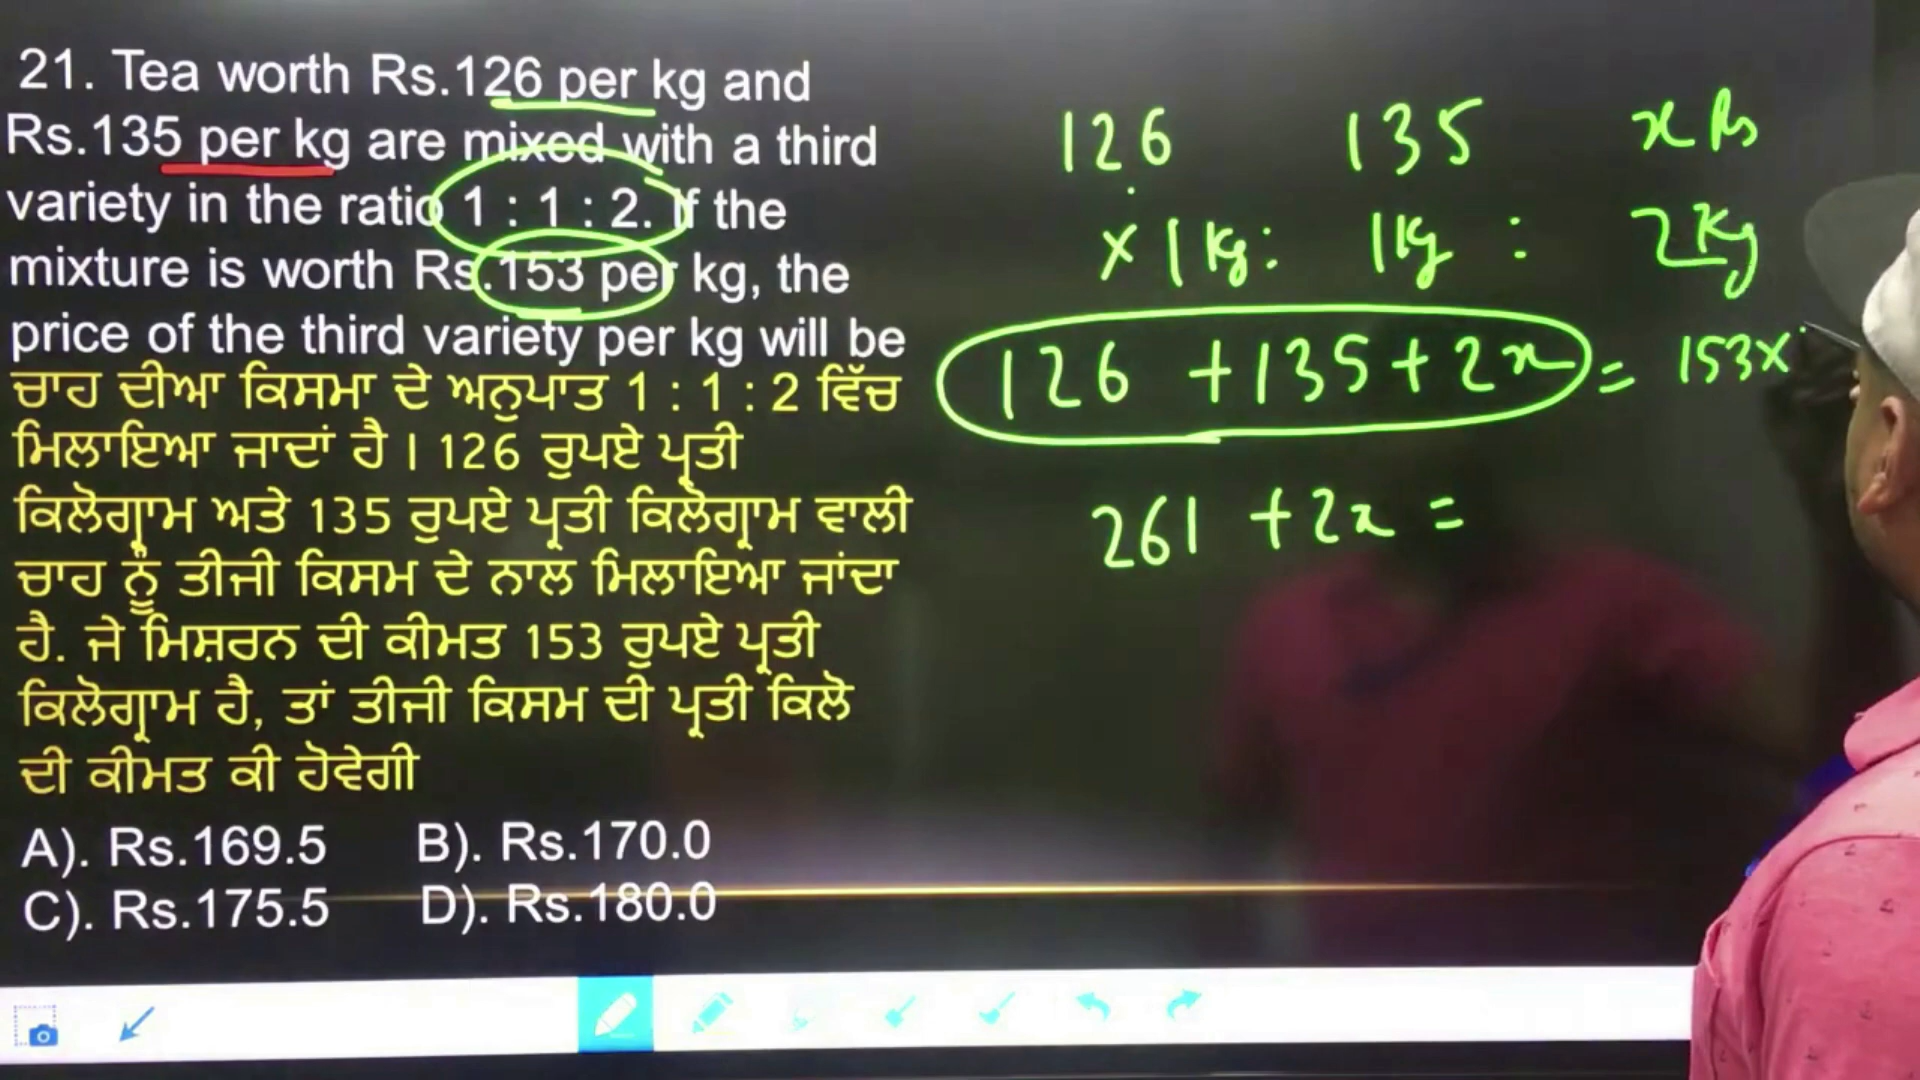 21. Tea worth Rs.126 per kg and
Rs.135 per kg are mixed with a third
variety in the ratio 1 : 1 : 2. If the
mixture is worth Rs.153 per kg, the
price of the third variety per kg will be
ਚਾਹ ਦੀਆ ਕਿਸਮਾ ਦੇ ਅਨੁਪਾਤ 1 : 1 : 2 ਵਿੱਚ
ਮਿਲਾਇਆ ਜਾਦਾਂ ਹੈ । 126 ਰੁਪਏ ਪ੍ਰਤੀ
ਕਿਲੋਗ੍ਰਾਮ ਅਤੇ 135 ਰੁਪਏ ਪ੍ਰਤੀ ਕਿਲੋਗ੍ਰਾਮ ਵਾਲੀ
ਚਾਹ ਨੂੰ ਤੀਜੀ ਕਿਸਮ ਦੇ ਨਾਲ ਮਿਲਾਇਆ ਜਾਂਦਾ
ਹੈ. ਜੇ ਮਿਸ਼ਰਨ ਦੀ ਕੀਮਤ 153 ਰੁਪਏ ਪ੍ਰਤੀ
ਕਿਲੋਗ੍ਰਾਮ ਹੈ, ਤਾਂ ਤੀਜੀ ਕਿਸਮ ਦੀ ਪ੍ਰਤੀ ਕਿਲੋ
ਦੀ ਕੀਮਤ ਕੀ ਹੋਵੇਗੀ
A). Rs.169.5 B). Rs.170.0
C). Rs.175.5 D). Rs.180.0
126 135 x Rs
x 1kg : 1kg : 2kg
126 + 135 + 2x = 153x
261 + 2x =